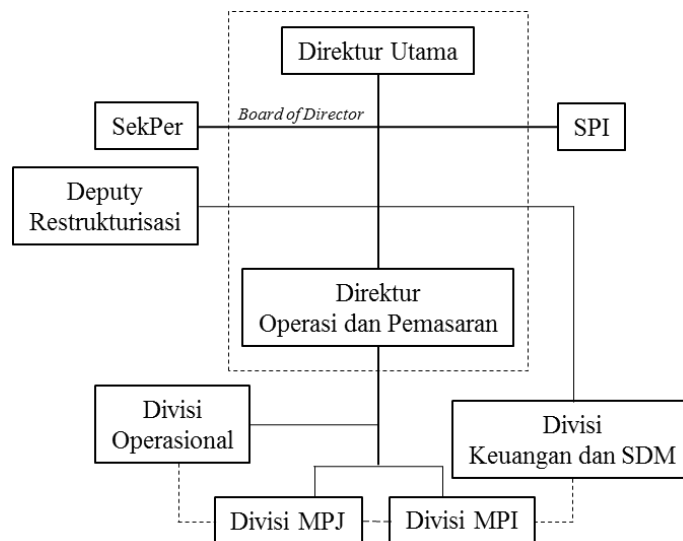 Direktur Utama
Board of Director
SekPer
SPI
Deputy
Restrukturisasi
Direktur
Operasi dan Pemasaran
Divisi
Operasional
Divisi
Keuangan dan SDM
Divisi MPJ
Divisi MPI